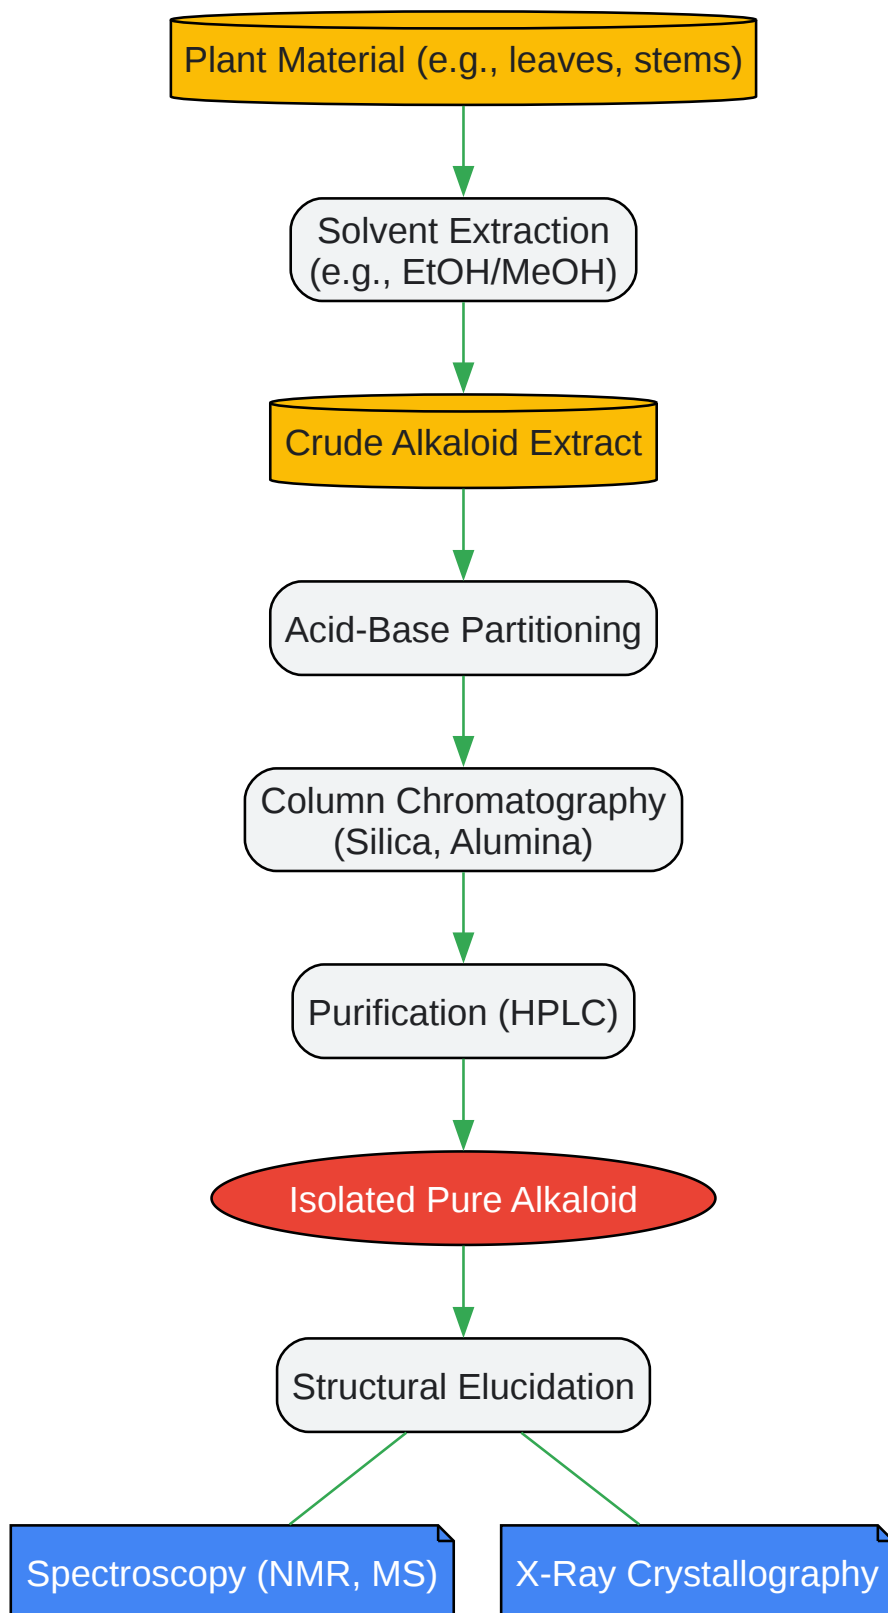 Plant Material (e.g., leaves, stems)
Solvent Extraction
(e.g., EtOH/MeOH)
Crude Alkaloid Extract
Acid-Base Partitioning
Column Chromatography
(Silica, Alumina)
Purification (HPLC)
Isolated Pure Alkaloid
Structural Elucidation
Spectroscopy (NMR, MS)
X-Ray Crystallography